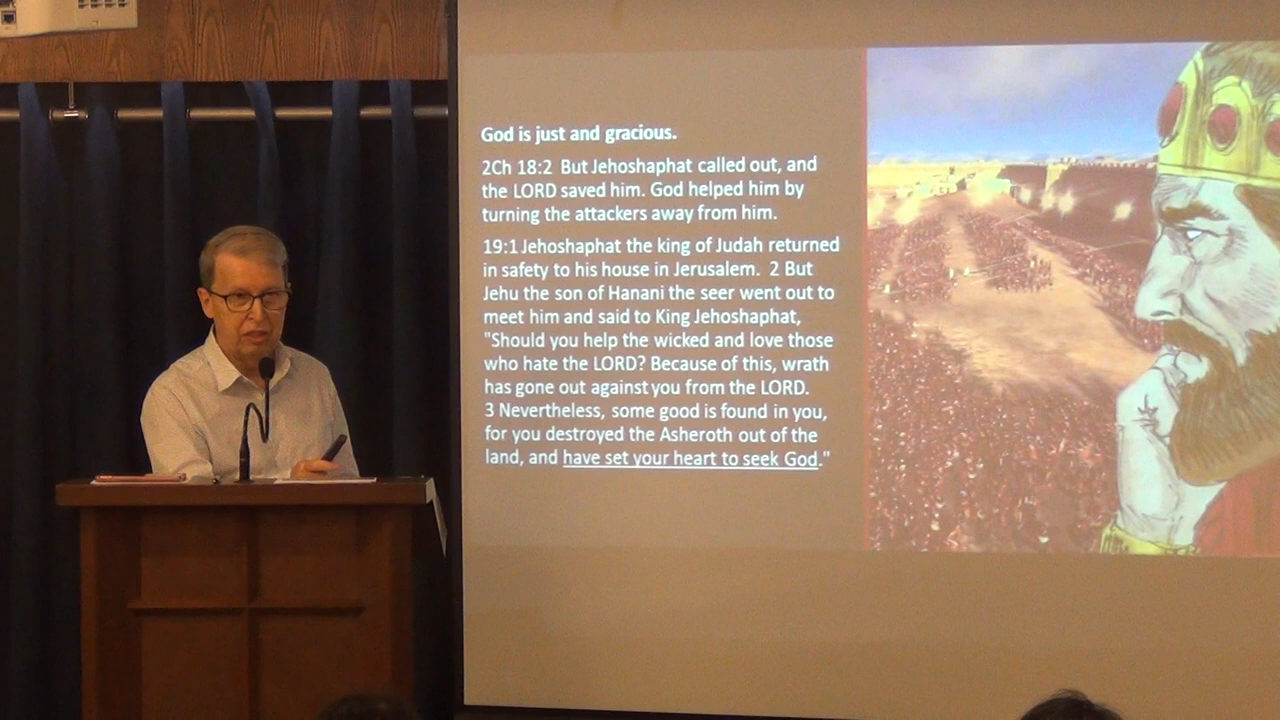 God is just and gracious.
2Ch 18:2 But Jehoshaphat called out, and
the LORD saved him. God helped him by
turning the attackers away from him.
19:1 Jehoshaphat the king of Judah returned
in safety to his house in Jerusalem. 2 But
Jehu the son of Hanani the seer went out to
meet him and said to King Jehoshaphat,
"Should you help the wicked and love those
who hate the LORD? Because of this, wrath
has gone out against you from the LORD.
3 Nevertheless, some good is found in you,
for you destroyed the Asheroth out of the
land, and have set your heart to seek God."